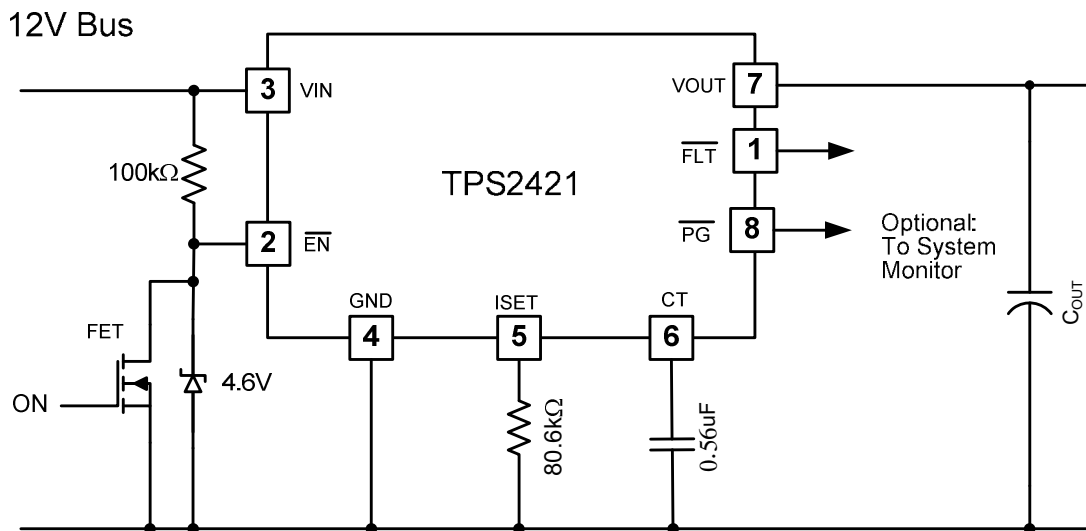 12V Bus
3
VIN
VOUT
7
100kΩ
FLT
1
TPS2421
2
EN
PG
8
Optional:
To System
Monitor
GND
ISET
CT
4
5
6
FET
4.6V
ON
80.6kΩ
0.56uF
COUT